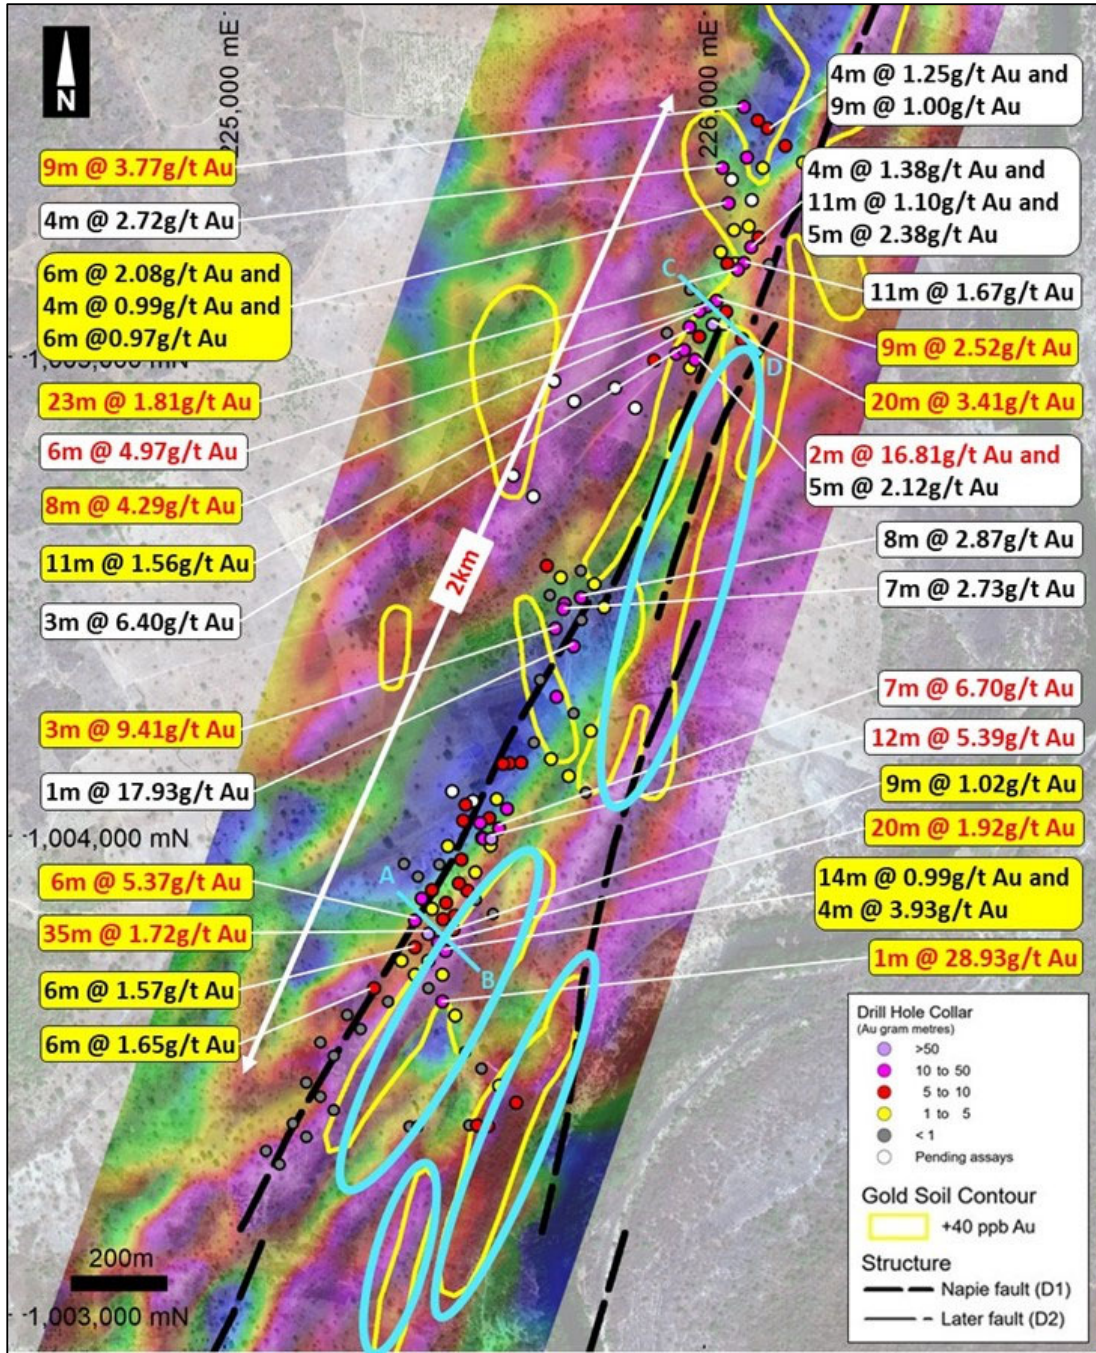 N
225,000 mE
226,000 mE
4m @ 1.25g/t Au and
9m @ 1.00g/t Au
9m @ 3.77g/t Au
4m @ 2.72g/t Au
4m @ 1.38g/t Au and
11m @ 1.10g/t Au and
5m @ 2.38g/t Au
6m @ 2.08g/t Au and
4m @ 0.99g/t Au and
6m @0.97g/t Au
C
11m @ 1.67g/t Au
9m @ 2.52g/t Au
D
1,005,000 mN
23m @ 1.81g/t Au
20m @ 3.41g/t Au
6m @ 4.97g/t Au
2m @ 16.81g/t Au and
5m @ 2.12g/t Au
8m @ 4.29g/t Au
11m @ 1.56g/t Au
8m @ 2.87g/t Au
2km
7m @ 2.73g/t Au
3m @ 6.40g/t Au
7m @ 6.70g/t Au
3m @ 9.41g/t Au
12m @ 5.39g/t Au
1m @ 17.93g/t Au
9m @ 1.02g/t Au
1,004,000 mN
20m @ 1.92g/t Au
A
6m @ 5.37g/t Au
14m @ 0.99g/t Au and
4m @ 3.93g/t Au
35m @ 1.72g/t Au
1m @ 28.93g/t Au
B
6m @ 1.57g/t Au
6m @ 1.65g/t Au
Drill Hole Collar
(Au gram metres)
>50
10 to 50
5 to 10
1 to 5
< 1
Pending assays
Gold Soil Contour
+40 ppb Au
Structure
Napie fault (D1)
Later fault (D2)
200m
1,003,000 mN